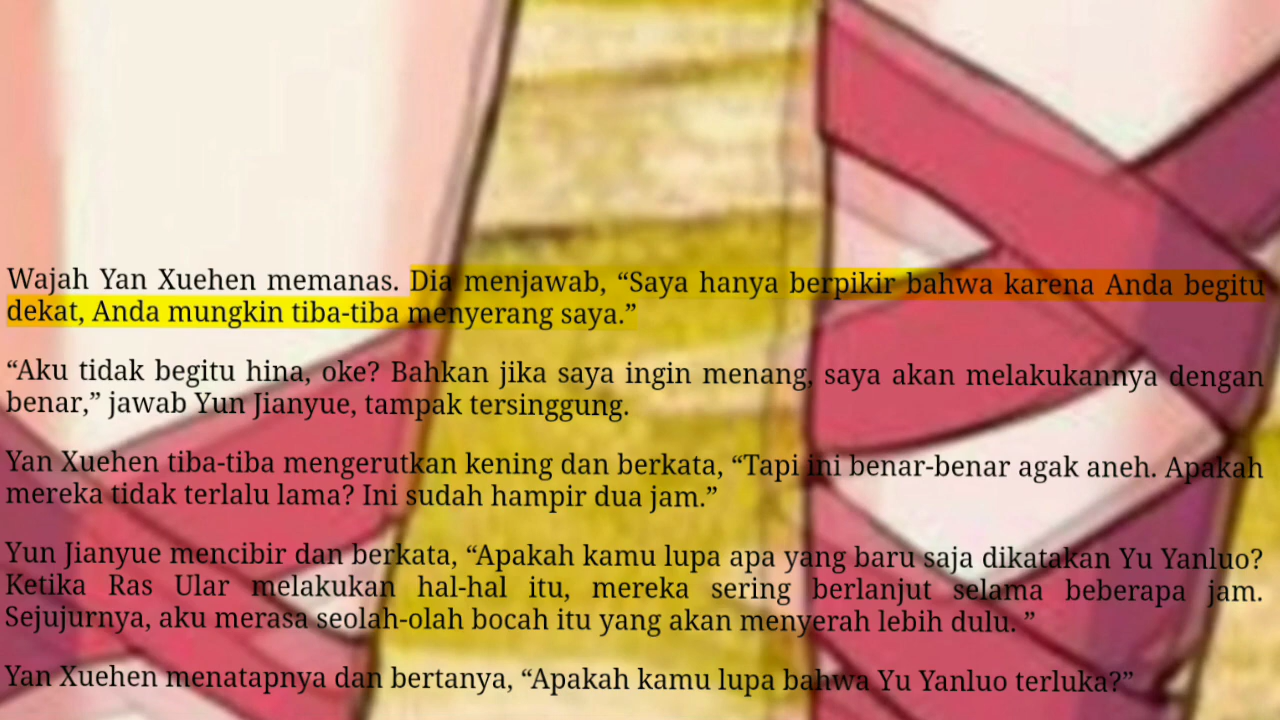 Wajah Yan Xuehen memanas. Dia menjawab, “Saya hanya berpikir bahwa karena Anda begitu
dekat, Anda mungkin tiba-tiba menyerang saya.”
“Aku tidak begitu hina, oke? Bahkan jika saya ingin menang, saya akan melakukannya dengan
benar,” jawab Yun Jianyue, tampak tersinggung.
Yan Xuehen tiba-tiba mengerutkan kening dan berkata, “Tapi ini benar-benar agak aneh. Apakah
mereka tidak terlalu lama? Ini sudah hampir dua jam.”
Yun Jianyue mencibir dan berkata, “Apakah kamu lupa apa yang baru saja dikatakan Yu Yanluo?
Ketika Ras Ular melakukan hal-hal itu, mereka sering berlanjut selama beberapa jam.
Sejujurnya, aku merasa seolah-olah bocah itu yang akan menyerah lebih dulu. ”
Yan Xuehen menatapnya dan bertanya, “Apakah kamu lupa bahwa Yu Yanluo terluka?”